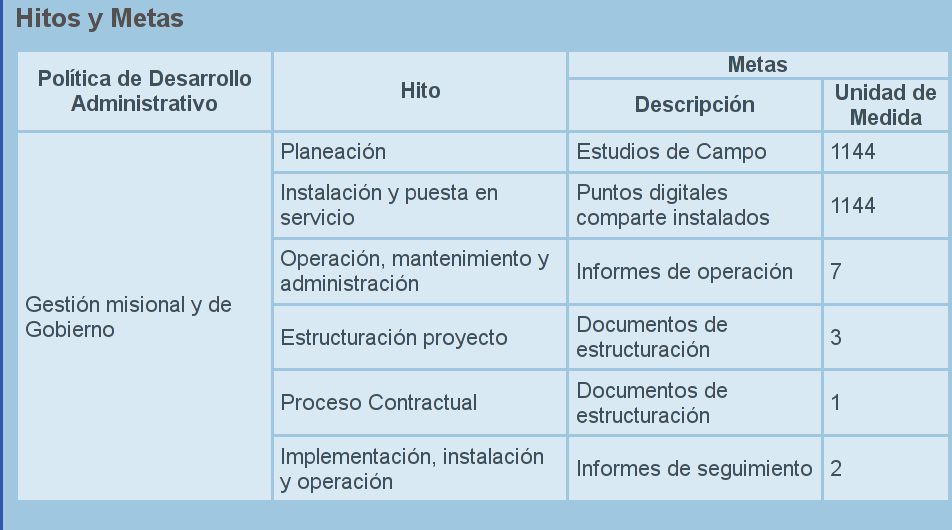 Hitos y Metas
Política de Desarrollo
Administrativo
Hito
Metas
Descripción
Unidad de
Medida
Gestión misional y de
Gobierno
Planeación
Estudios de Campo
1144
Instalación y puesta en
servicio
Puntos digitales
comparte instalados
1144
Operación, mantenimiento y
administración
Informes de operación
7
Estructuración proyecto
Documentos de
estructuración
3
Proceso Contractual
Documentos de
estructuración
1
Implementación, instalación
y operación
Informes de seguimiento
2